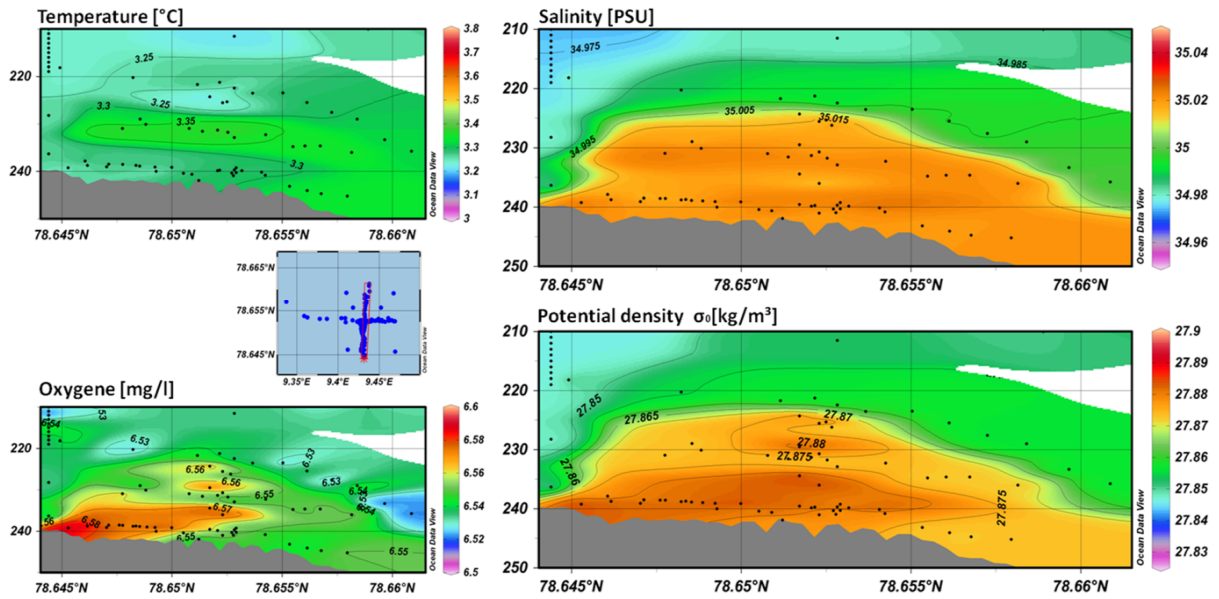 Temperature [°C]
3.25
3.25
3.3
3.35
3.3
220
240
78.645°N
78.65°N
78.655°N
78.66°N
3.8
3.7
3.6
3.5
3.4
3.3
3.2
3.1
3
Ocean Data View
Salinity [PSU]
34.975
34.985
35.005
35.015
34.995
210
220
230
240
250
78.645°N
78.65°N
78.655°N
78.66°N
35.04
35.02
35
34.98
34.96
Ocean Data View
78.665°N
78.655°N
78.645°N
9.35°E
9.4°E
9.45°E
Ocean Data View
Oxygene [mg/l]
6.54
53
6.53
6.53
6.53
6.56
6.56
6.55
6.54
6.54
6.57
6.58
56
6.55
6.55
220
240
78.645°N
78.65°N
78.655°N
78.66°N
6.6
6.58
6.56
6.54
6.52
6.5
Ocean Data View
Potential density σ₀[kg/m³]
27.85
27.865
27.87
27.88
27.875
27.86
27.875
210
220
230
240
250
78.645°N
78.65°N
78.655°N
78.66°N
27.9
27.89
27.88
27.87
27.86
27.85
27.84
27.83
Ocean Data View